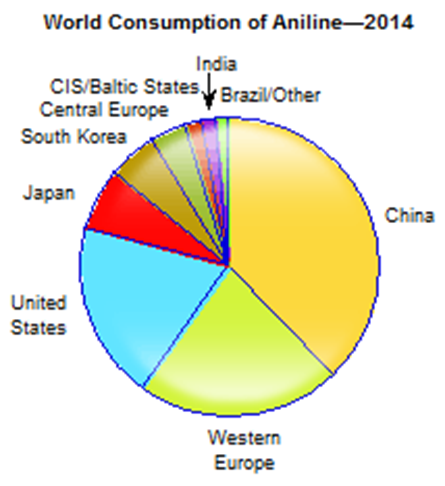 World Consumption of Aniline—2014
India
CIS/Baltic States
Brazil/Other
Central Europe
South Korea
Japan
China
United
States
Western
Europe